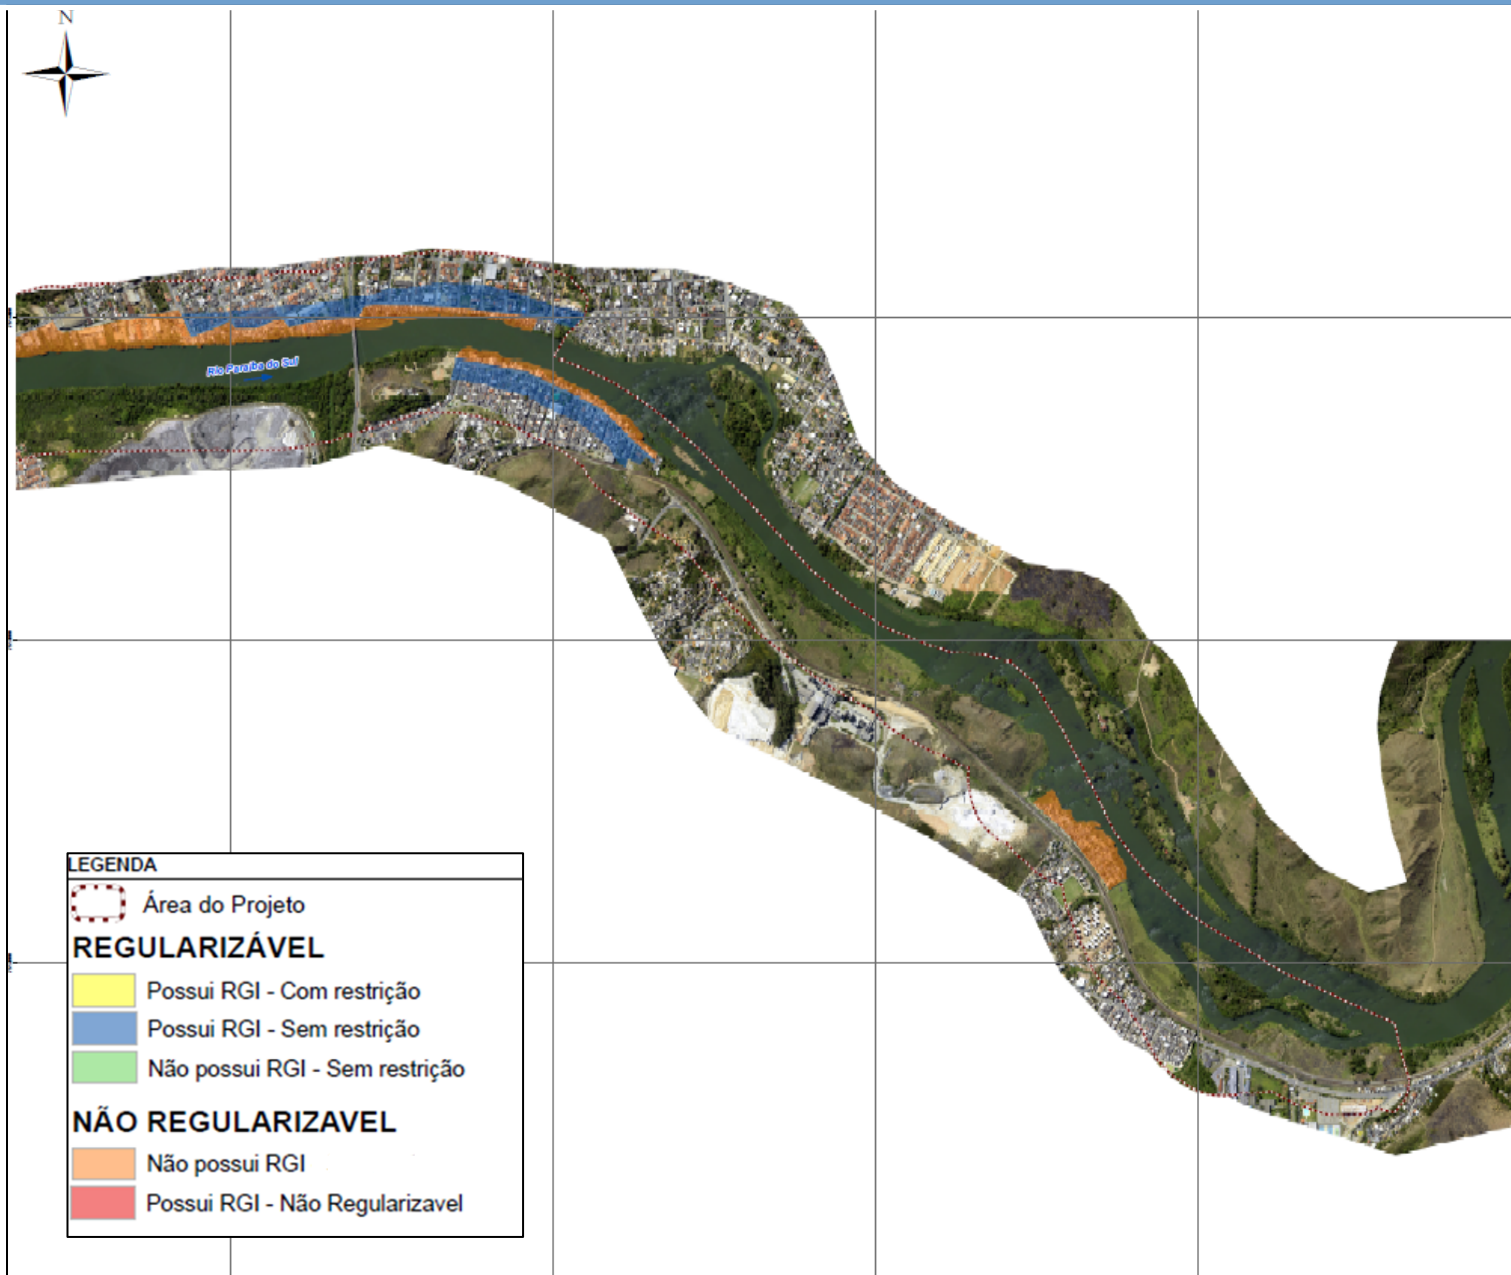 N
Rio Paraíba do Sul
LEGENDA
Área do Projeto
REGULARIZÁVEL
Possui RGI - Com restrição
Possui RGI - Sem restrição
Não possui RGI - Sem restrição
NÃO REGULARIZAVEL
Não possui RGI
Possui RGI - Não Regularizavel